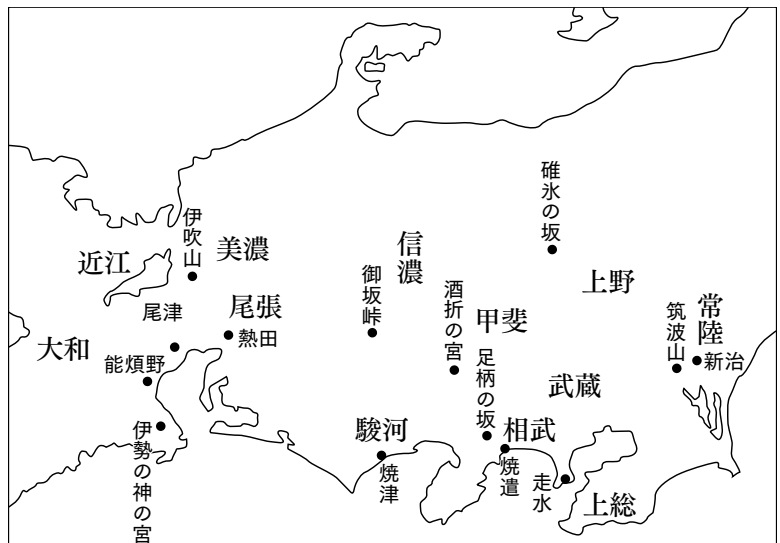 碓氷の坂
伊吹山
美濃
信濃
近江
御坂峠
酒折の宮
上野
常陸
筑波山
新治
尾津
尾張
熱田
甲斐
大和
能煩野
足柄の坂
武蔵
駿河
相武
伊勢の神の宮
焼津
焼遣
走水
上総